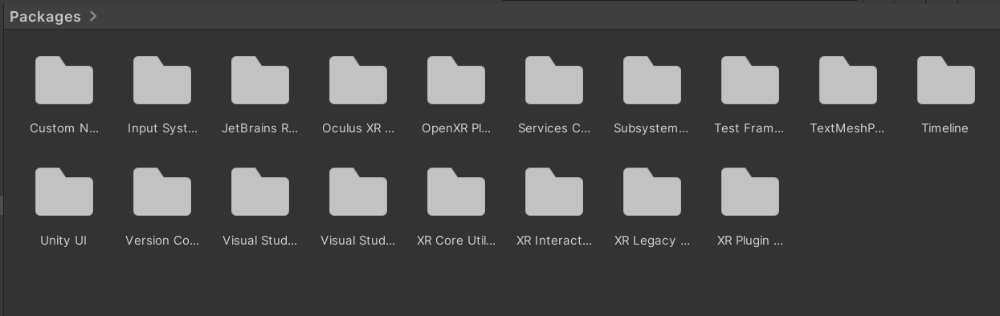 Packages >
Custom N... Input Syst... JetBrains R... Oculus XR ... OpenXR Pl... Services C... Subsystem... Test Fram... TextMeshP... Timeline
Unity UI Version Co... Visual Stud... Visual Stud... XR Core Util... XR Interact... XR Legacy ... XR Plugin ...